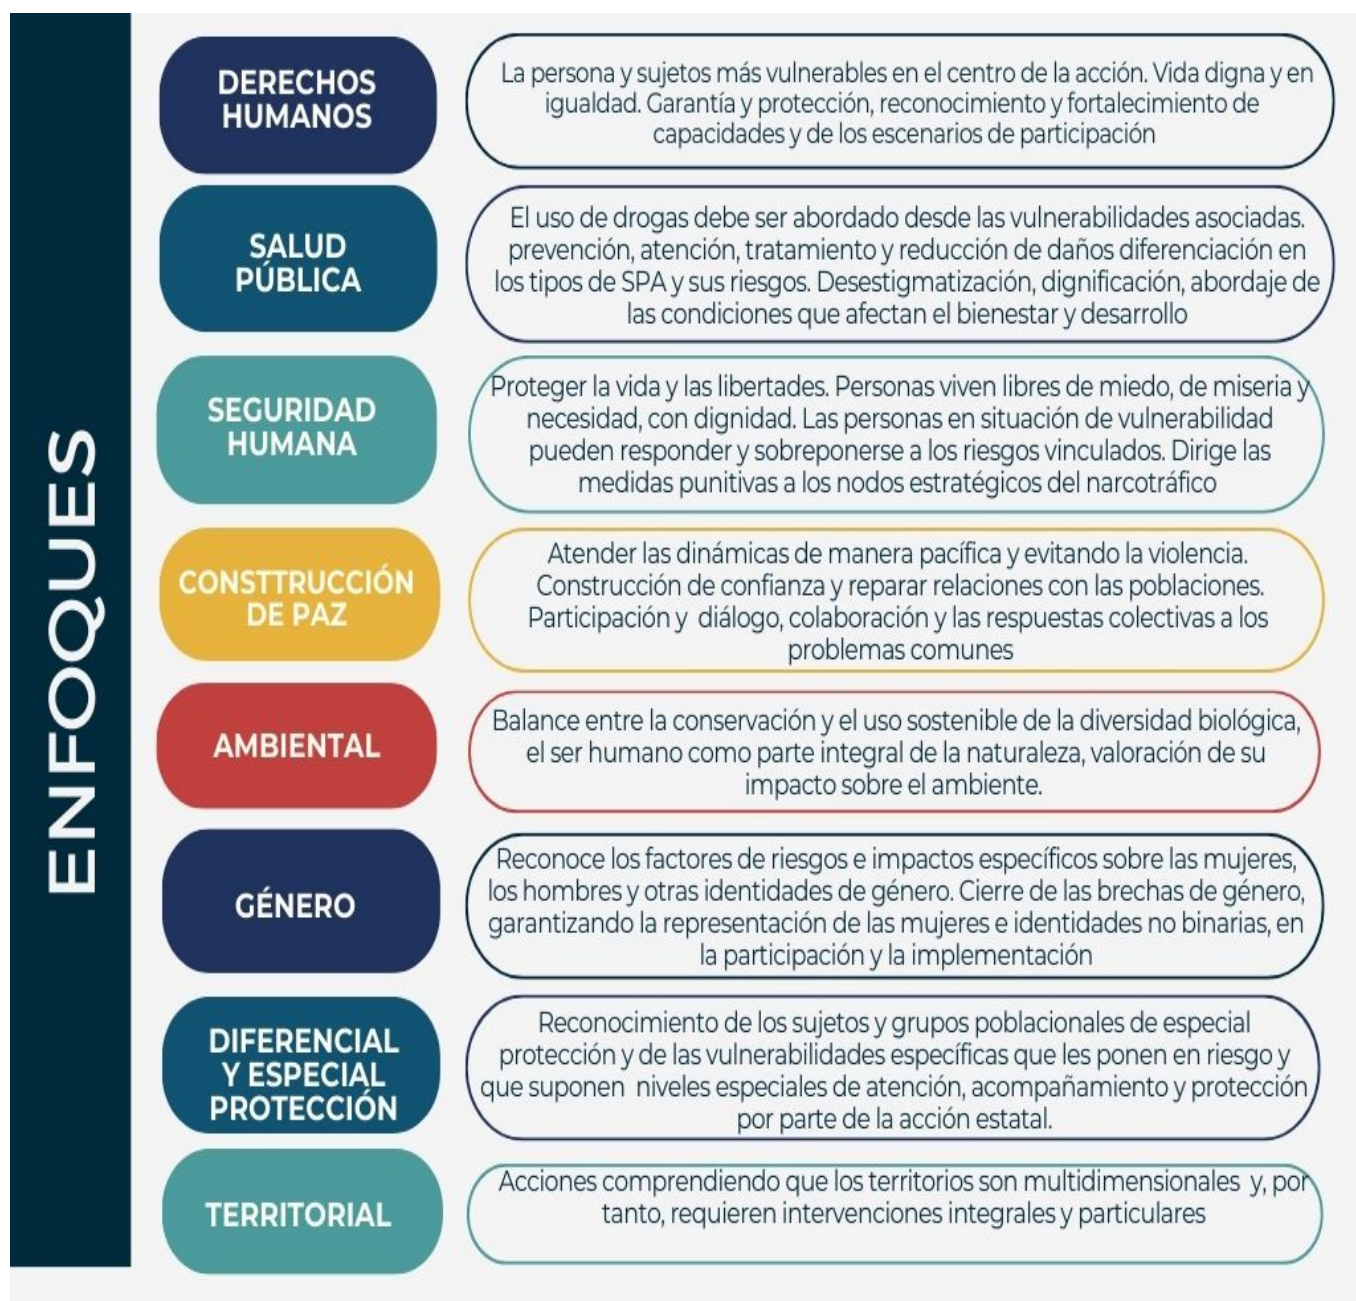 ENFOQUES
DERECHOS
HUMANOS
La persona y sujetos más vulnerables en el centro de la acción. Vida digna y en
igualdad. Garantía y protección, reconocimiento y fortalecimiento de
capacidades y de los escenarios de participación
SALUD
PÚBLICA
El uso de drogas debe ser abordado desde las vulnerabilidades asociadas.
prevención, atención, tratamiento y reducción de daños diferenciación en
los tipos de SPA y sus riesgos. Desestigmatización, dignificación, abordaje de
las condiciones que afectan el bienestar y desarrollo
SEGURIDAD
HUMANA
Proteger la vida y las libertades. Personas viven libres de miedo, de miseria y
necesidad, con dignidad. Las personas en situación de vulnerabilidad
pueden responder y sobreponerse a los riesgos vinculados. Dirige las
medidas punitivas a los nodos estratégicos del narcotráfico
CONSTTRUCCIÓN
DE PAZ
Atender las dinámicas de manera pacífica y evitando la violencia.
Construcción de confianza y reparar relaciones con las poblaciones.
Participación y diálogo, colaboración y las respuestas colectivas a los
problemas comunes
AMBIENTAL
Balance entre la conservación y el uso sostenible de la diversidad biológica,
el ser humano como parte integral de la naturaleza, valoración de su
impacto sobre el ambiente.
GÉNERO
Reconoce los factores de riesgos e impactos específicos sobre las mujeres,
los hombres y otras identidades de género. Cierre de las brechas de género,
garantizando la representación de las mujeres e identidades no binarias, en
la participación y la implementación
DIFERENCIAL
Y ESPECIAL
PROTECCIÓN
Reconocimiento de los sujetos y grupos poblacionales de especial
protección y de las vulnerabilidades específicas que les ponen en riesgo y
que suponen niveles especiales de atención, acompañamiento y protección
por parte de la acción estatal.
TERRITORIAL
Acciones comprendiendo que los territorios son multidimensionales y, por
tanto, requieren intervenciones integrales y particulares